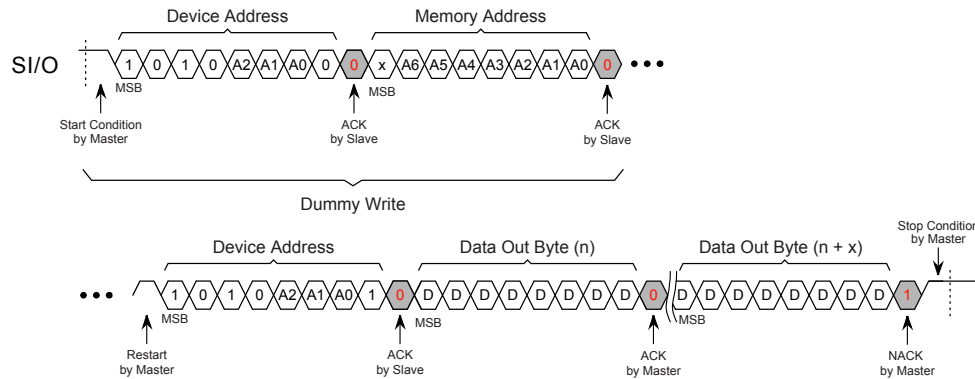 Device Address Memory Address
SI/O 1 0 1 0 A2 A1 A0 0 0 x A6 A5 A4 A3 A2 A1 A0 0 •••
MSB MSB
Start Condition by Master
ACK by Slave
ACK by Slave
Dummy Write
Stop Condition by Master
Device Address Data Out Byte (n) Data Out Byte (n + x)
••• 1 0 1 0 A2 A1 A0 1 0 D D D D D D D D 0 D D D D D D D D 1
MSB MSB MSB
Restart by Master
ACK by Slave
ACK by Master
NACK by Master